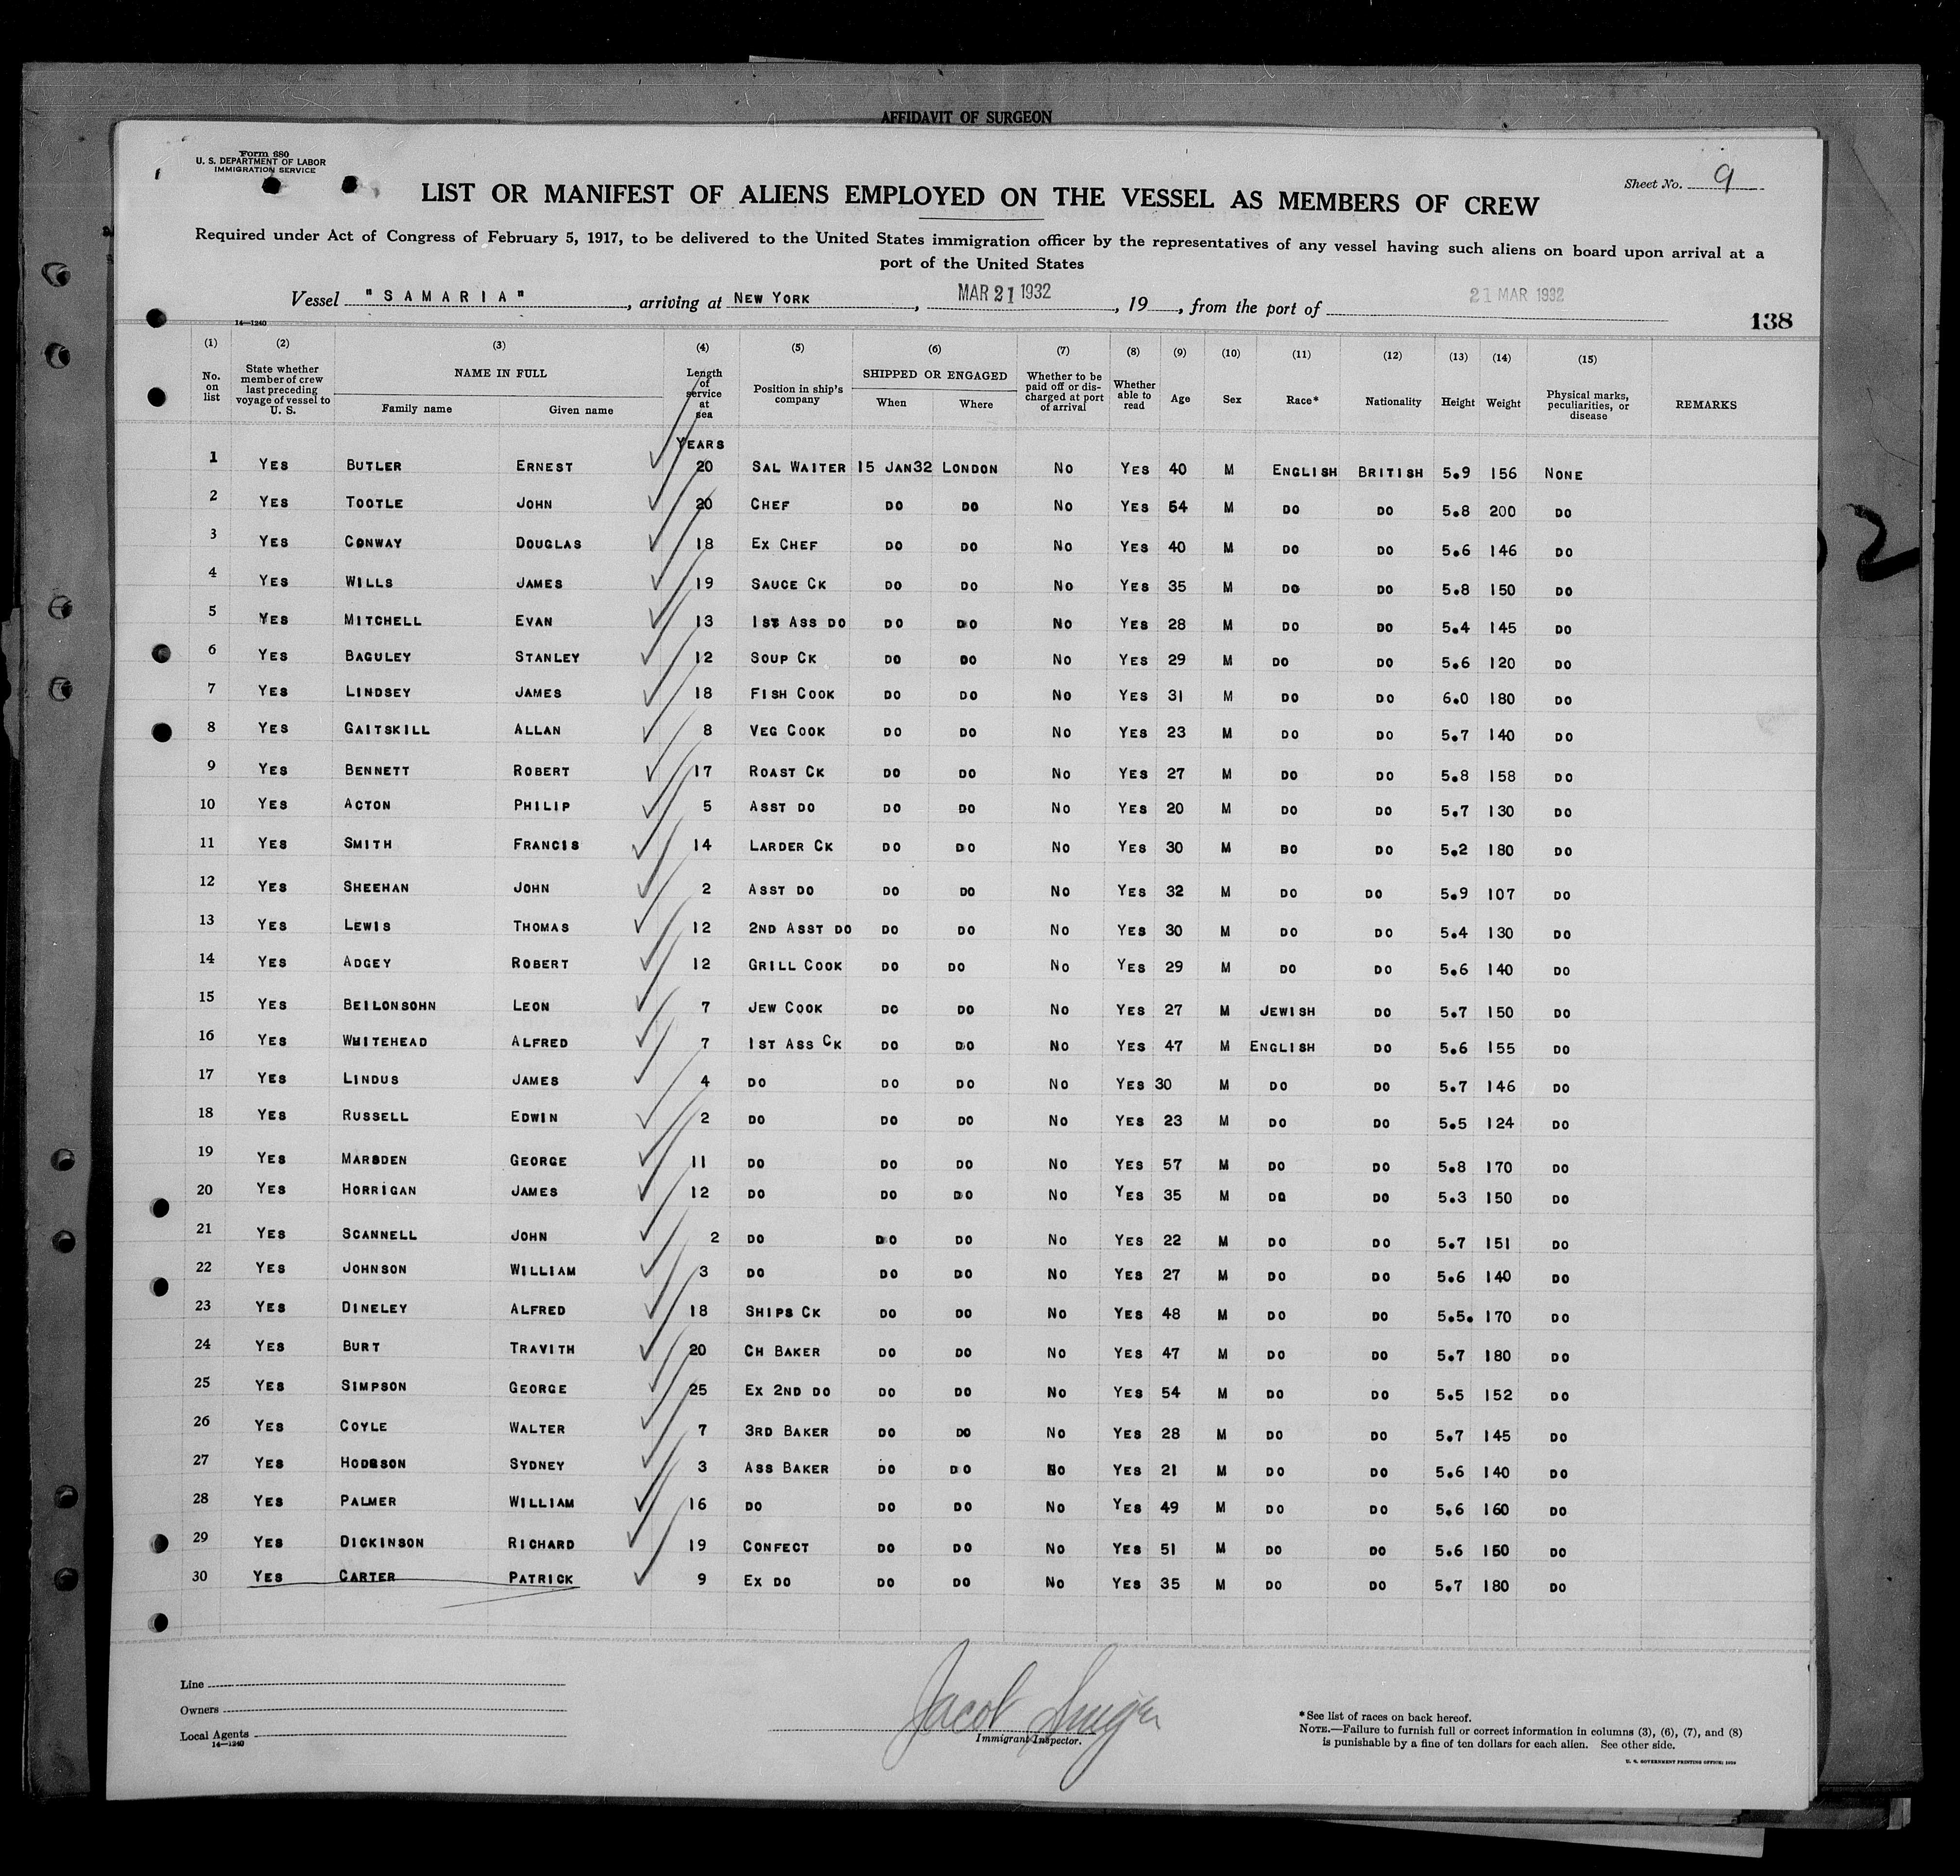 AFFIDAVIT OF SURGEON
Form 680
U. S. DEPARTMENT OF LABOR
IMMIGRATION SERVICE
Sheet No. 9
LIST OR MANIFEST OF ALIENS EMPLOYED ON THE VESSEL AS MEMBERS OF CREW
Required under Act of Congress of February 5, 1917, to be delivered to the United States immigration officer by the representatives of any vessel having such aliens on board upon arrival at a
port of the United States
Vessel "SAMARIA", arriving at NEW YORK, MAR 21 1932, 19, from the port of 21 MAR 1932
138
14—1240
(1) (2) (3) (4) (5) (6) (7) (8) (9) (10) (11) (12) (13) (14) (15)
No. on list State whether member of crew last preceding voyage of vessel to U. S. NAME IN FULL Family name Given name Length of service at sea Position in ship's company SHIPPED OR ENGAGED When Where Whether to be paid off or discharged at port of arrival Whether able to read Age Sex Race* Nationality Height Weight Physical marks, peculiarities, or disease REMARKS
YEARS
1 YES BUTLER ERNEST 20 SAL WAITER 15 JAN32 LONDON NO YES 40 M ENGLISH BRITISH 5.9 156 NONE
2 YES TOOTLE JOHN 20 CHEF DO DO NO YES 54 M DO DO 5.8 200 DO
3 YES CONWAY DOUGLAS 18 EX CHEF DO DO NO YES 40 M DO DO 5.6 146 DO
4 YES WILLS JAMES 19 SAUCE CK DO DO NO YES 35 M DO DO 5.8 150 DO
5 YES MITCHELL EVAN 13 1ST ASS DO DO DO NO YES 28 M DO DO 5.4 145 DO
6 YES BAGULEY STANLEY 12 SOUP CK DO DO NO YES 29 M DO DO 5.6 120 DO
7 YES LINDSEY JAMES 18 FISH COOK DO DO NO YES 31 M DO DO 6.0 180 DO
8 YES GAITSKILL ALLAN 8 VEG COOK DO DO NO YES 23 M DO DO 5.7 140 DO
9 YES BENNETT ROBERT 17 ROAST CK DO DO NO YES 27 M DO DO 5.8 158 DO
10 YES ACTON PHILIP 5 ASST DO DO DO NO YES 20 M DO DO 5.7 130 DO
11 YES SMITH FRANCIS 14 LARDER CK DO DO NO YES 30 M DO DO 5.2 180 DO
12 YES SHEEHAN JOHN 2 ASST DO DO DO NO YES 32 M DO DO 5.9 107 DO
13 YES LEWIS THOMAS 12 2ND ASST DO DO DO NO YES 30 M DO DO 5.4 130 DO
14 YES ADGEY ROBERT 12 GRILL COOK DO DO NO YES 29 M DO DO 5.6 140 DO
15 YES BEILONSOHN LEON 7 JEW COOK DO DO NO YES 27 M JEWISH DO 5.7 150 DO
16 YES WHITEHEAD ALFRED 7 1ST ASS CK DO DO NO YES 47 M ENGLISH DO 5.6 155 DO
17 YES LINDUS JAMES 4 DO DO DO NO YES 30 M DO DO 5.7 146 DO
18 YES RUSSELL EDWIN 2 DO DO DO NO YES 23 M DO DO 5.5 124 DO
19 YES MARSDEN GEORGE 11 DO DO DO NO YES 57 M DO DO 5.8 170 DO
20 YES HORRIGAN JAMES 12 DO DO DO NO YES 35 M DO DO 5.3 150 DO
21 YES SCANNELL JOHN 2 DO DO DO NO YES 22 M DO DO 5.7 151 DO
22 YES JOHNSON WILLIAM 3 DO DO DO NO YES 27 M DO DO 5.6 140 DO
23 YES DINELEY ALFRED 18 SHIPS CK DO DO NO YES 48 M DO DO 5.5. 170 DO
24 YES BURT TRAVITH 20 CH BAKER DO DO NO YES 47 M DO DO 5.7 180 DO
25 YES SIMPSON GEORGE 25 EX 2ND DO DO DO NO YES 54 M DO DO 5.5 152 DO
26 YES COYLE WALTER 7 3RD BAKER DO DO NO YES 28 M DO DO 5.7 145 DO
27 YES HODGSON SYDNEY 3 ASS BAKER DO DO NO YES 21 M DO DO 5.6 140 DO
28 YES PALMER WILLIAM 16 DO DO DO NO YES 49 M DO DO 5.6 160 DO
29 YES DICKINSON RICHARD 19 CONFECT DO DO NO YES 51 M DO DO 5.6 150 DO
30 YES CARTER PATRICK 9 EX DO DO DO NO YES 35 M DO DO 5.7 180 DO
Line
Owners
Local Agents
14—1240
Jacob
Immigrant Inspector.
*See list of races on back hereof.
NOTE.—Failure to furnish full or correct information in columns (3), (6), (7), and (8)
is punishable by a fine of ten dollars for each alien. See other side.